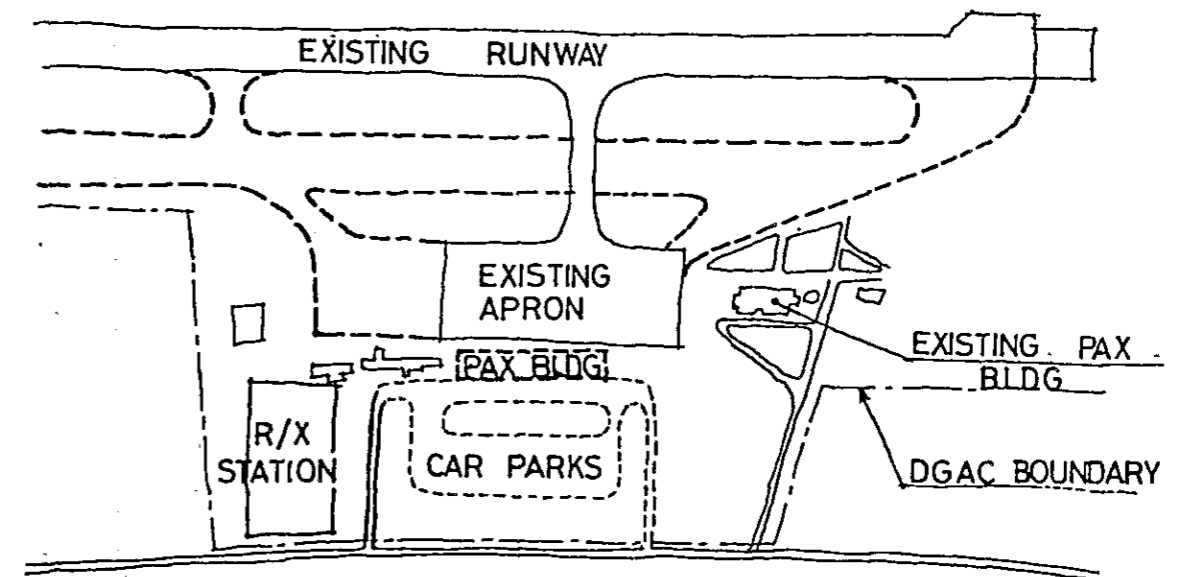 EXISTING RUNWAY
EXISTING
APRON
EXISTING PAX
BLDG
PAX BLDG
R/X
STATION
CAR PARKS
DGAC BOUNDARY